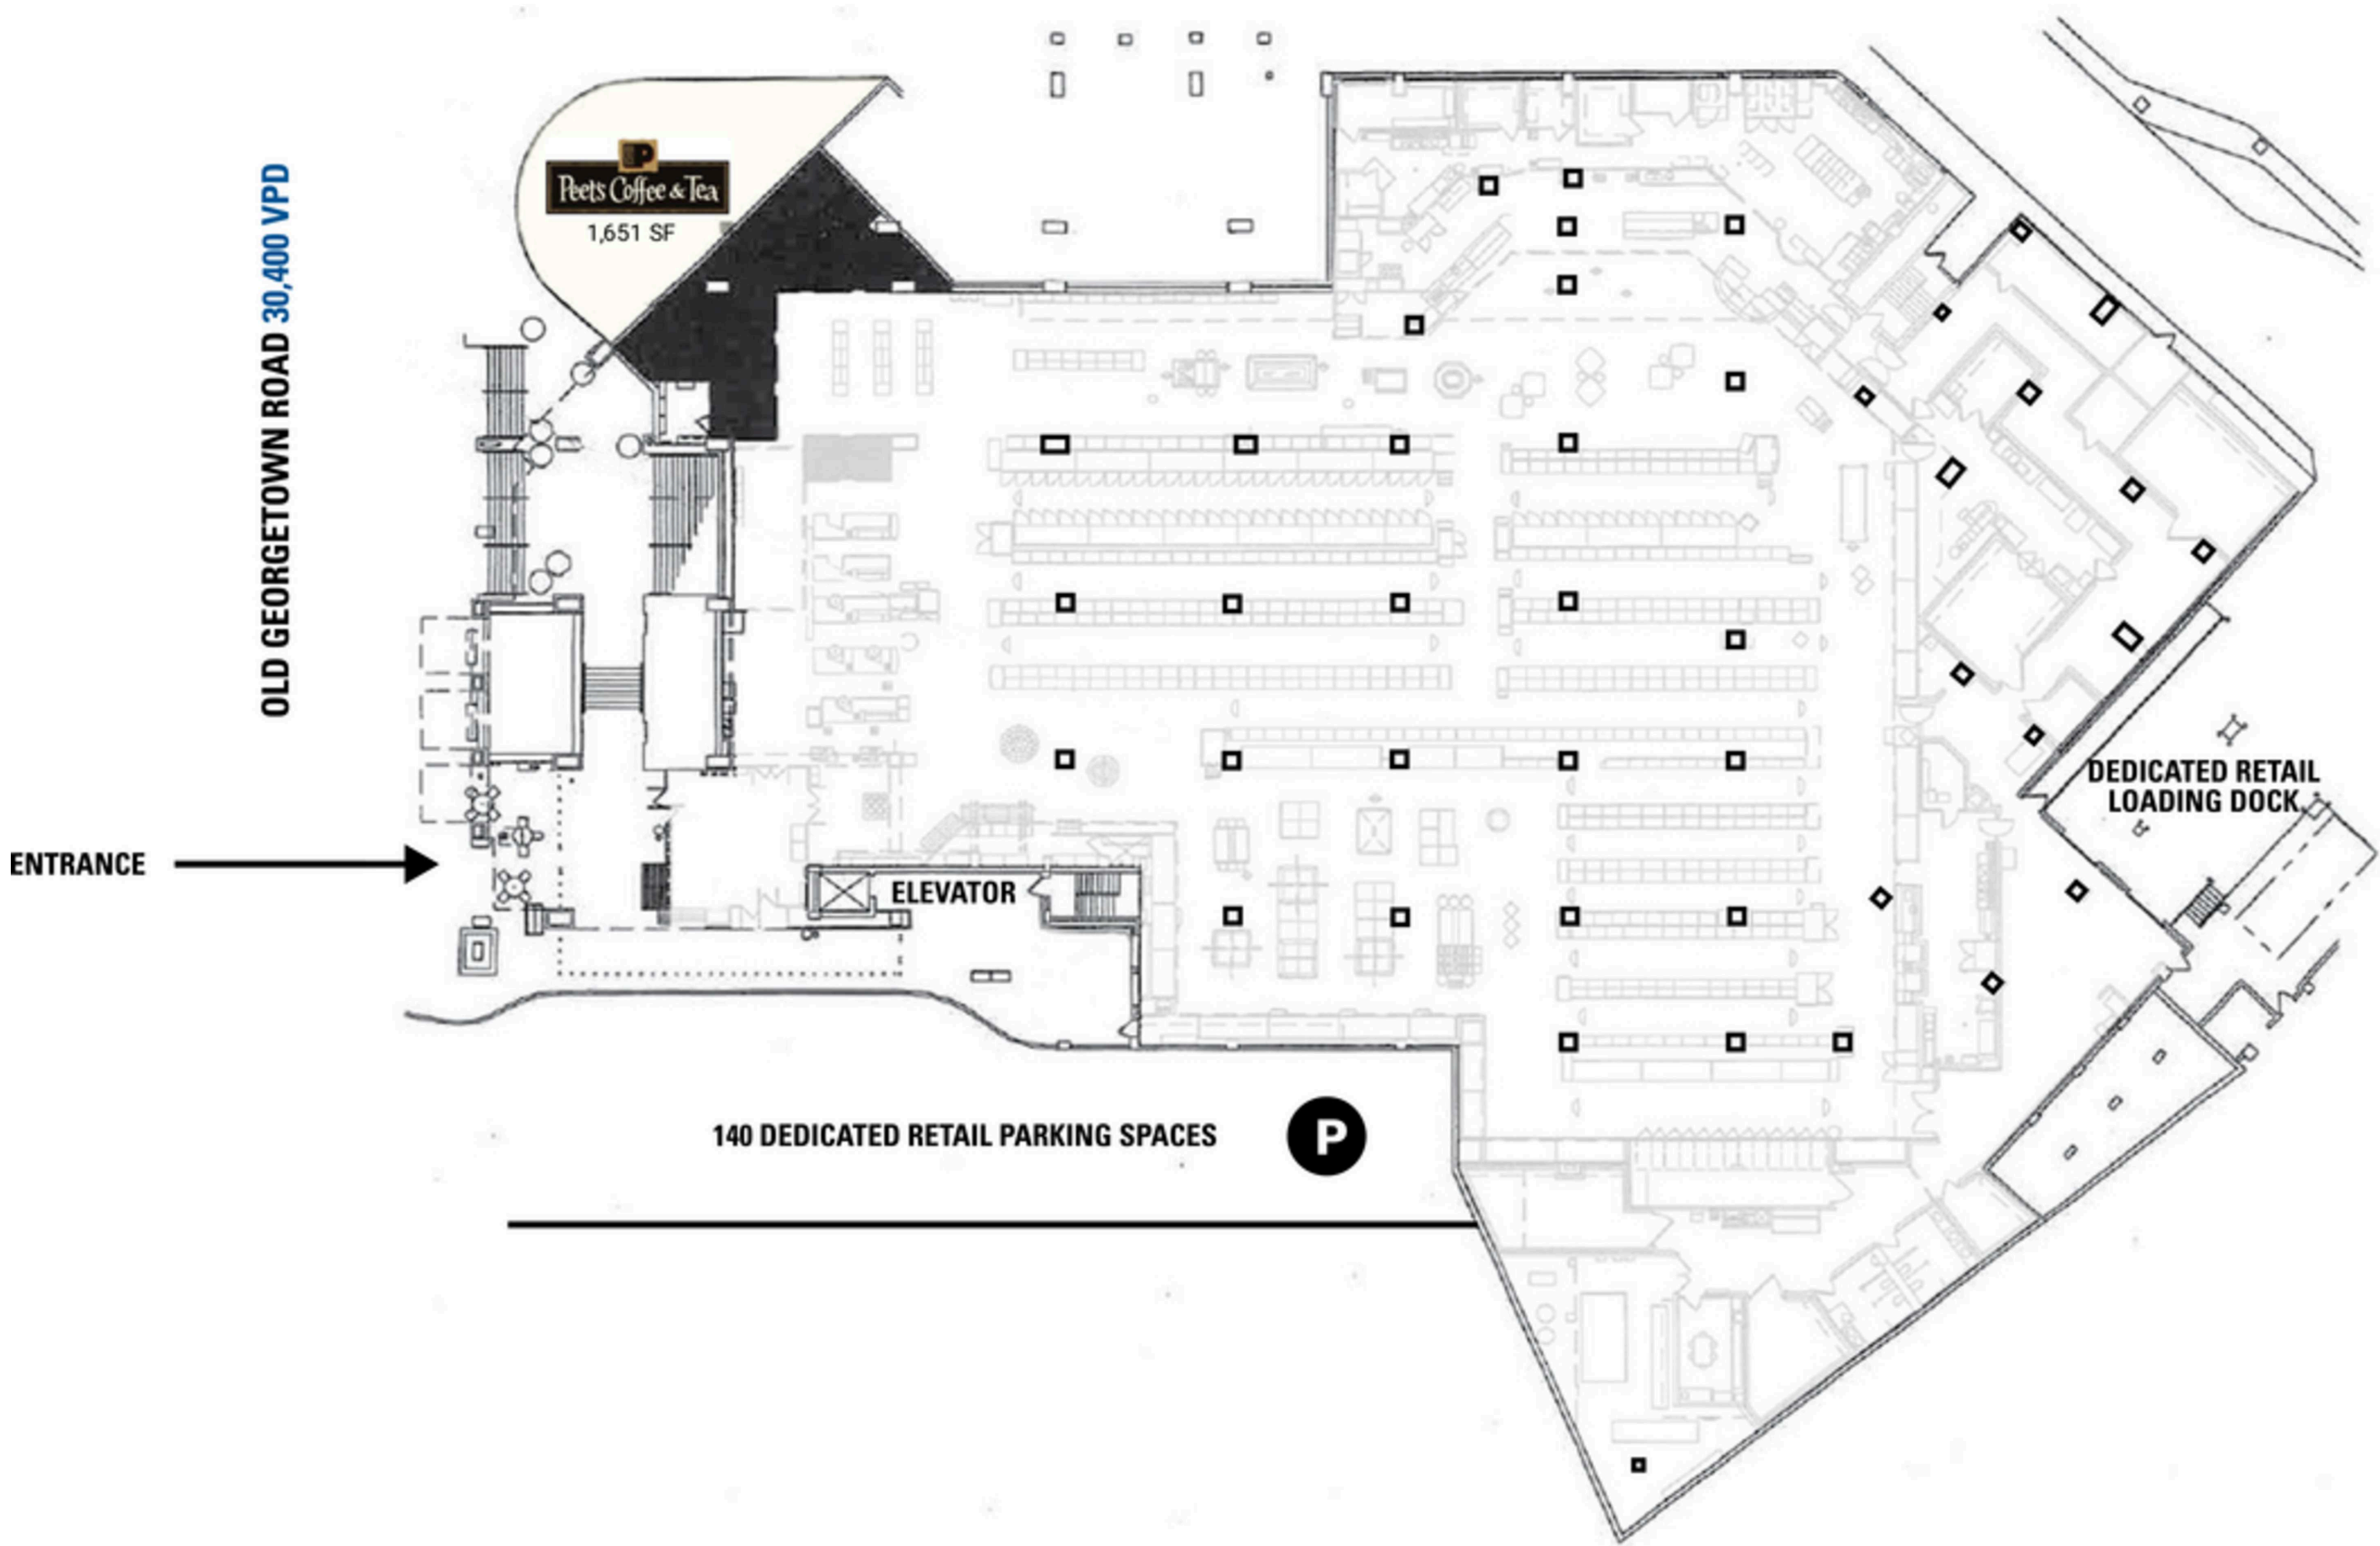 P
Peet's Coffee & Tea
1,651 SF
OLD GEORGETOWN ROAD 30,400 VPD
DEDICATED RETAIL
LOADING DOCK
ENTRANCE
ELEVATOR
140 DEDICATED RETAIL PARKING SPACES
P